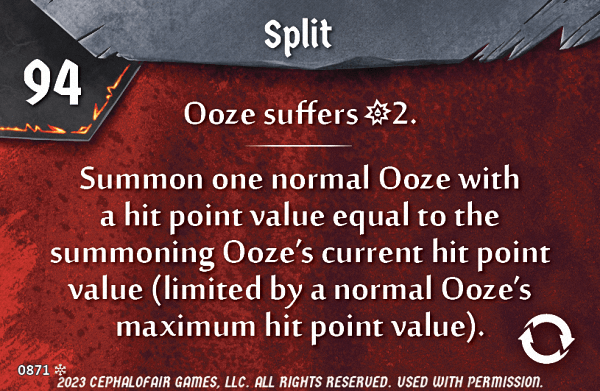 Split
94
Ooze suffers 2.
Summon one normal Ooze with
a hit point value equal to the
summoning Ooze's current hit point
value (limited by a normal Ooze's
maximum hit point value).
0871
2023 CEPHALOFAIR GAMES, LLC. ALL RIGHTS RESERVED. USED WITH PERMISSION.